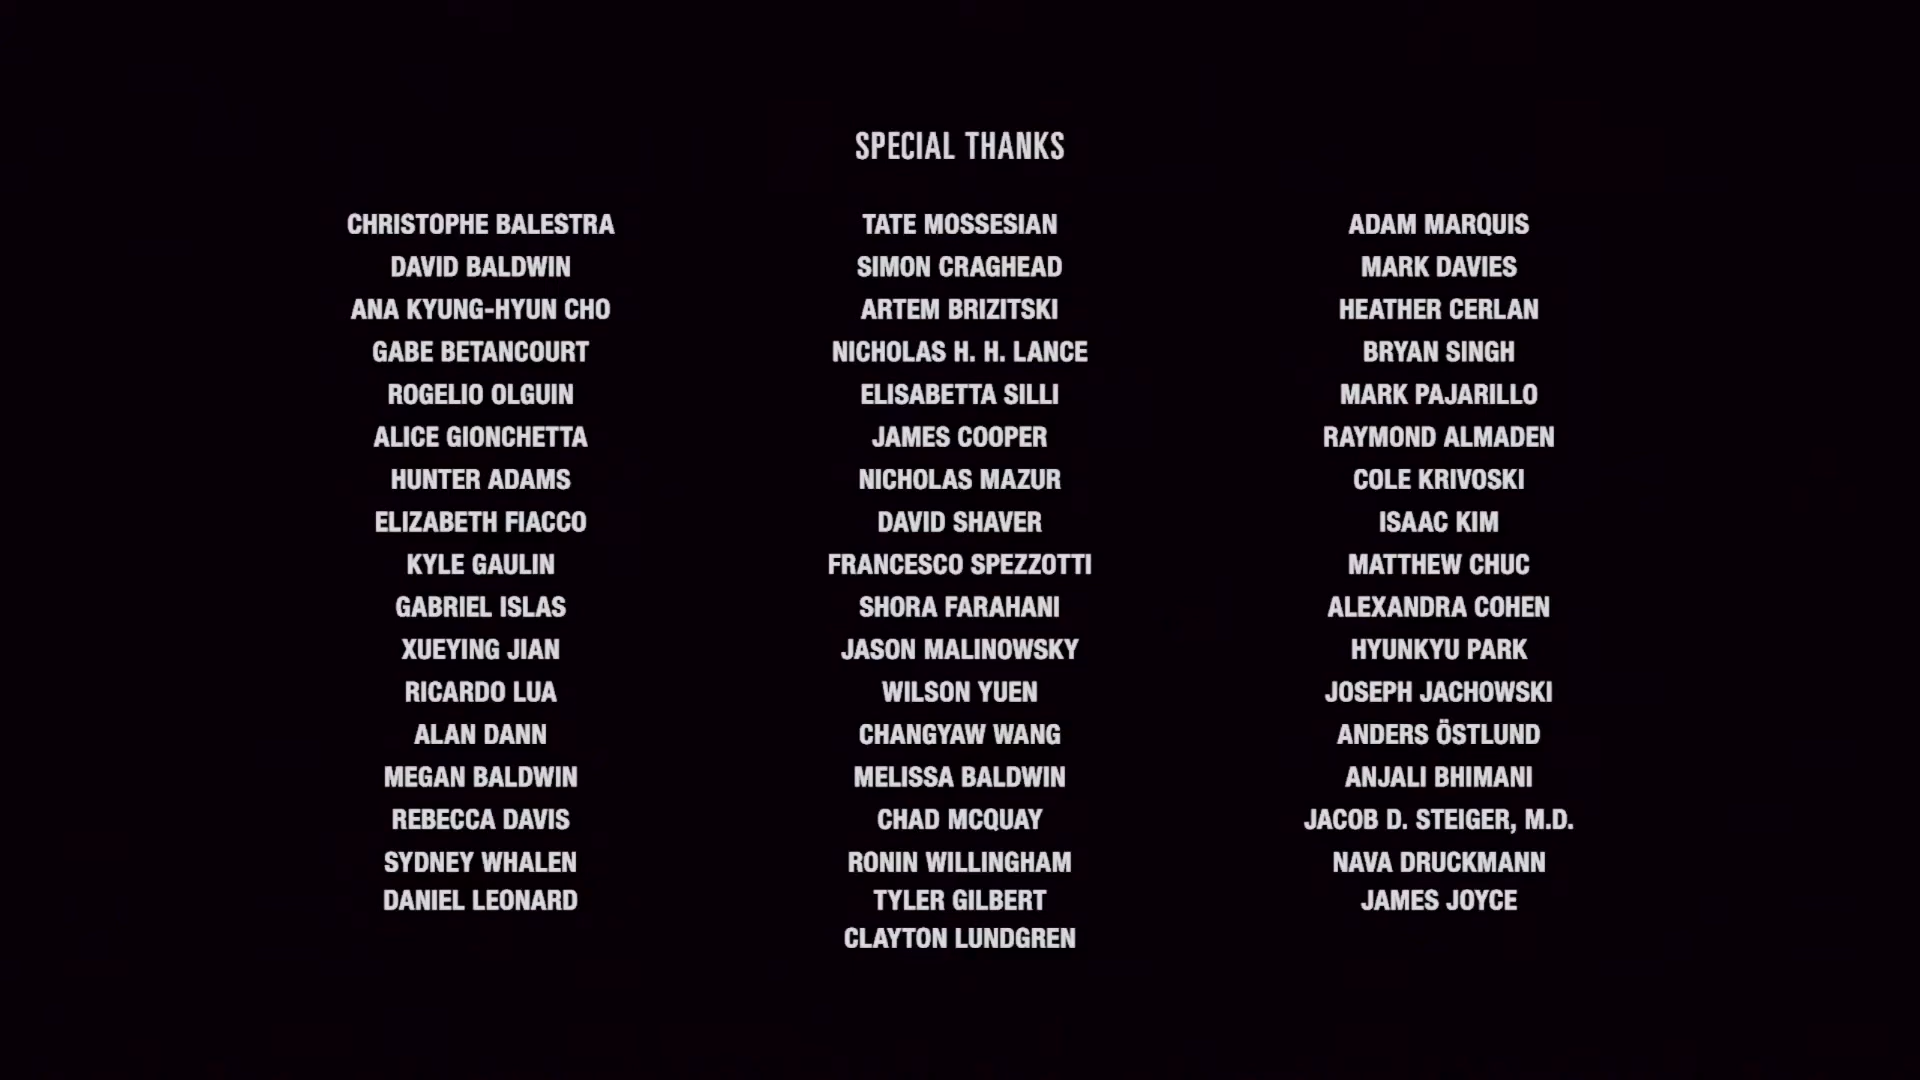 SPECIAL THANKS
CHRISTOPHE BALESTRA
DAVID BALDWIN
ANA KYUNG-HYUN CHO
GABE BETANCOURT
ROGELIO OLGUIN
ALICE GIONCHETTA
HUNTER ADAMS
ELIZABETH FIACCO
KYLE GAULIN
GABRIEL ISLAS
XUEYING JIAN
RICARDO LUA
ALAN DANN
MEGAN BALDWIN
REBECCA DAVIS
SYDNEY WHALEN
DANIEL LEONARD
TATE MOSSESIAN
SIMON CRAGHEAD
ARTEM BRIZITSKI
NICHOLAS H. H. LANCE
ELISABETTA SILLI
JAMES COOPER
NICHOLAS MAZUR
DAVID SHAVER
FRANCESCO SPEZZOTTI
SHORA FARAHANI
JASON MALINOWSKY
WILSON YUEN
CHANGYAW WANG
MELISSA BALDWIN
CHAD MCQUAY
RONIN WILLINGHAM
TYLER GILBERT
CLAYTON LUNDGREN
ADAM MARQUIS
MARK DAVIES
HEATHER CERLAN
BRYAN SINGH
MARK PAJARILLO
RAYMOND ALMADEN
COLE KRIVOSKI
ISAAC KIM
MATTHEW CHUC
ALEXANDRA COHEN
HYUNKYU PARK
JOSEPH JACHOWSKI
ANDERS ÖSTLUND
ANJALI BHIMANI
JACOB D. STEIGER, M.D.
NAVA DRUCKMANN
JAMES JOYCE